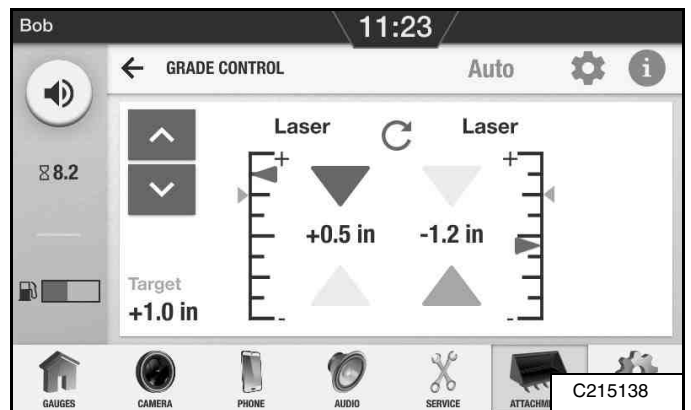 Bob 11:23
GRADE CONTROL Auto i
Laser Laser
8.2
+ +
+0.5 in -1.2 in
Target
+1.0 in
- -
GAUGES CAMERA PHONE AUDIO SERVICE
C215138